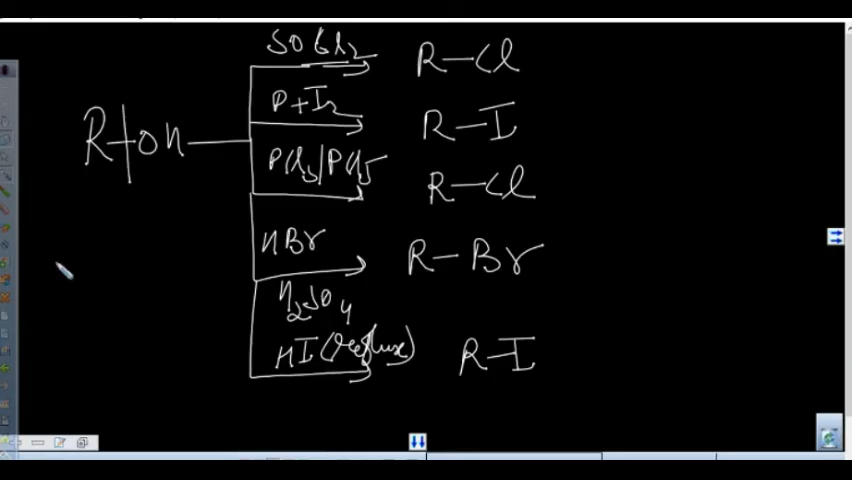 SOCl2 R-Cl
P+I2 R-I
R-OH
PCl3/PCl5 R-Cl
HBr R-Br
H2SO4
HI (Reflux) R-I